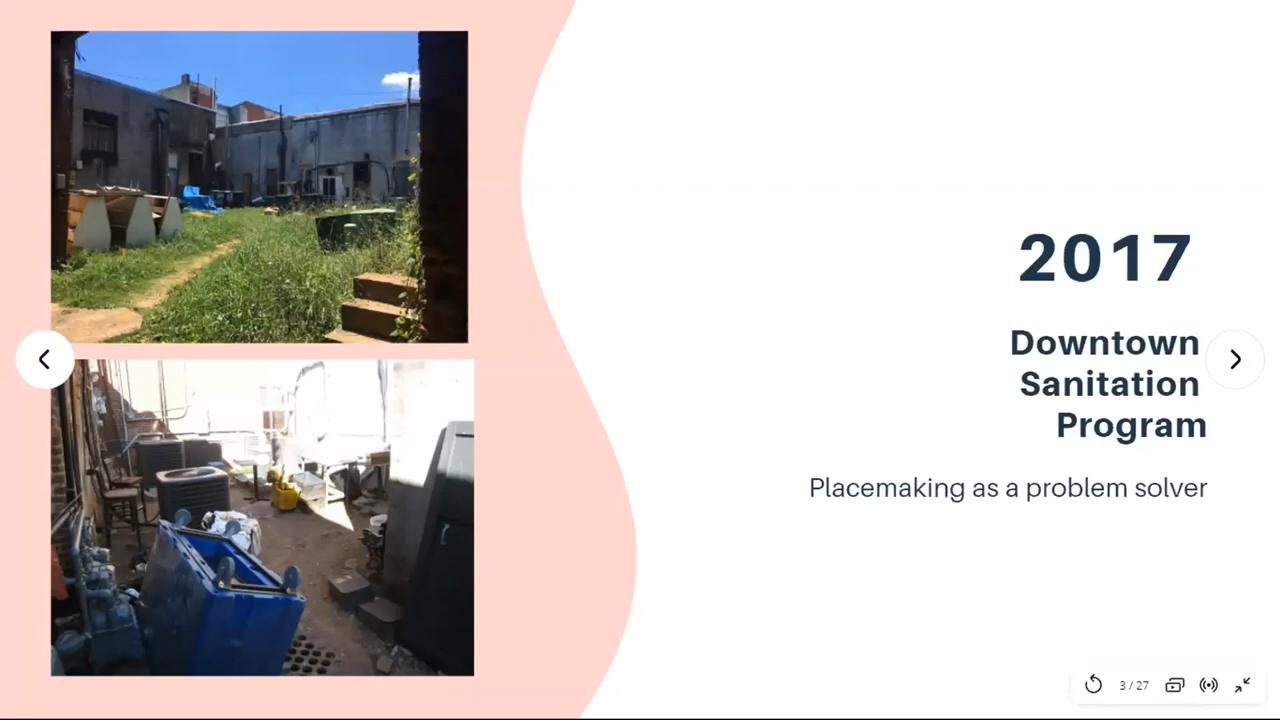 2017
Downtown
Sanitation
Program
Placemaking as a problem solver
3 / 27